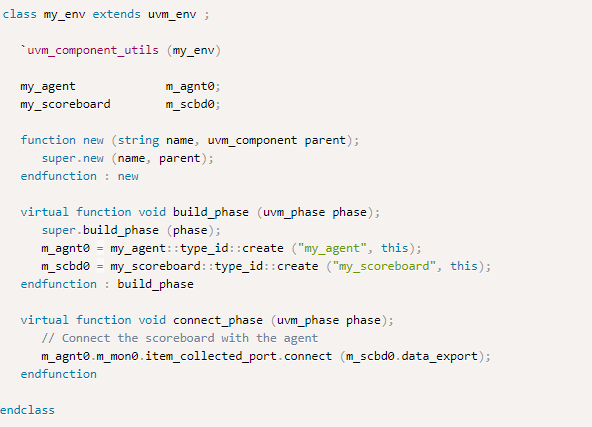 class my_env extends uvm_env ;
`uvm_component_utils (my_env)
my_agent m_agnt0;
my_scoreboard m_scbd0;
function new (string name, uvm_component parent);
super.new (name, parent);
endfunction : new
virtual function void build_phase (uvm_phase phase);
super.build_phase (phase);
m_agnt0 = my_agent::type_id::create ("my_agent", this);
m_scbd0 = my_scoreboard::type_id::create ("my_scoreboard", this);
endfunction : build_phase
virtual function void connect_phase (uvm_phase phase);
// Connect the scoreboard with the agent
m_agnt0.m_mon0.item_collected_port.connect (m_scbd0.data_export);
endfunction
endclass